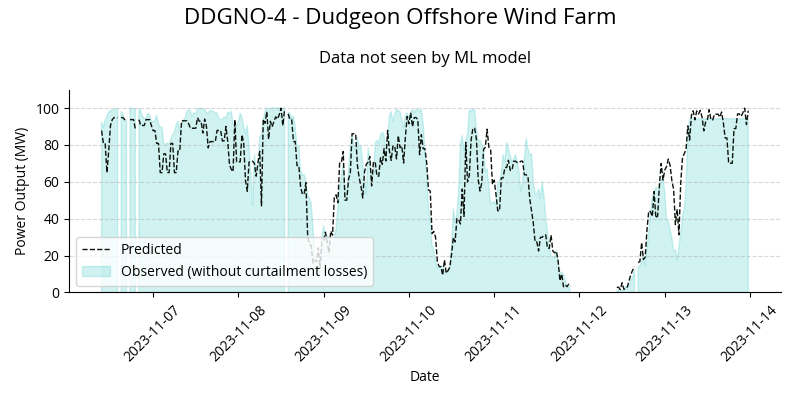 DDGNO-4 - Dudgeon Offshore Wind Farm
Data not seen by ML model
Power Output (MW)
100
80
60
40
20
0
Predicted
Observed (without curtailment losses)
2023-11-07
2023-11-08
2023-11-09
2023-11-10
2023-11-11
2023-11-12
2023-11-13
2023-11-14
Date